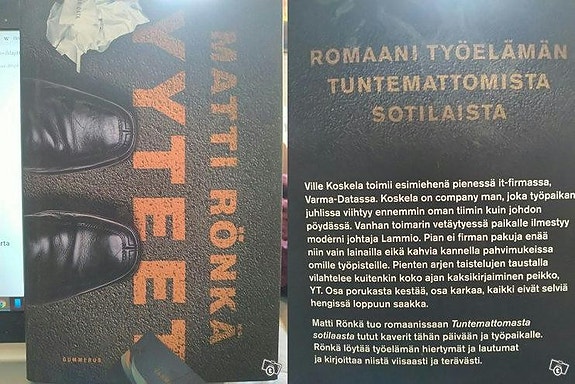 MATTI RÖNKÄ
YYTEET
GUMMERUS
ROMAANI TYÖELÄMÄN
TUNTEMATTOMISTA
SOTILAISTA
Ville Koskela toimii esimiehenä pienessä it-firmassa,
Varma-Datassa. Koskela on company man, joka työpaikan
juhlissa viihtyy ennemmin oman tiimin kuin johdon
pöydässä. Vanhan toimarin vetäytyessä paikalle ilmestyy
moderni johtaja Lammio. Pian ei firman pakuja enää
niin vain lainailla eikä kahvia kannella pahvimukeissa
omille työpisteille. Pienten arjen taistelujen taustalla
vilahtelee kuitenkin koko ajan kaksikirjaiminen peikko,
YT. Osa porukasta kestää, osa karkaa, kaikki eivät selviä
hengissä loppuun saakka.
Matti Rönkä tuo romaanissaan Tuntemattomasta
sotilaasta tutut kaverit tähän päivään ja työpaikalle.
Rönkä löytää työelämän hiertymät ja lautumat
ja kirjoittaa niistä viisaasti ja terävästi.